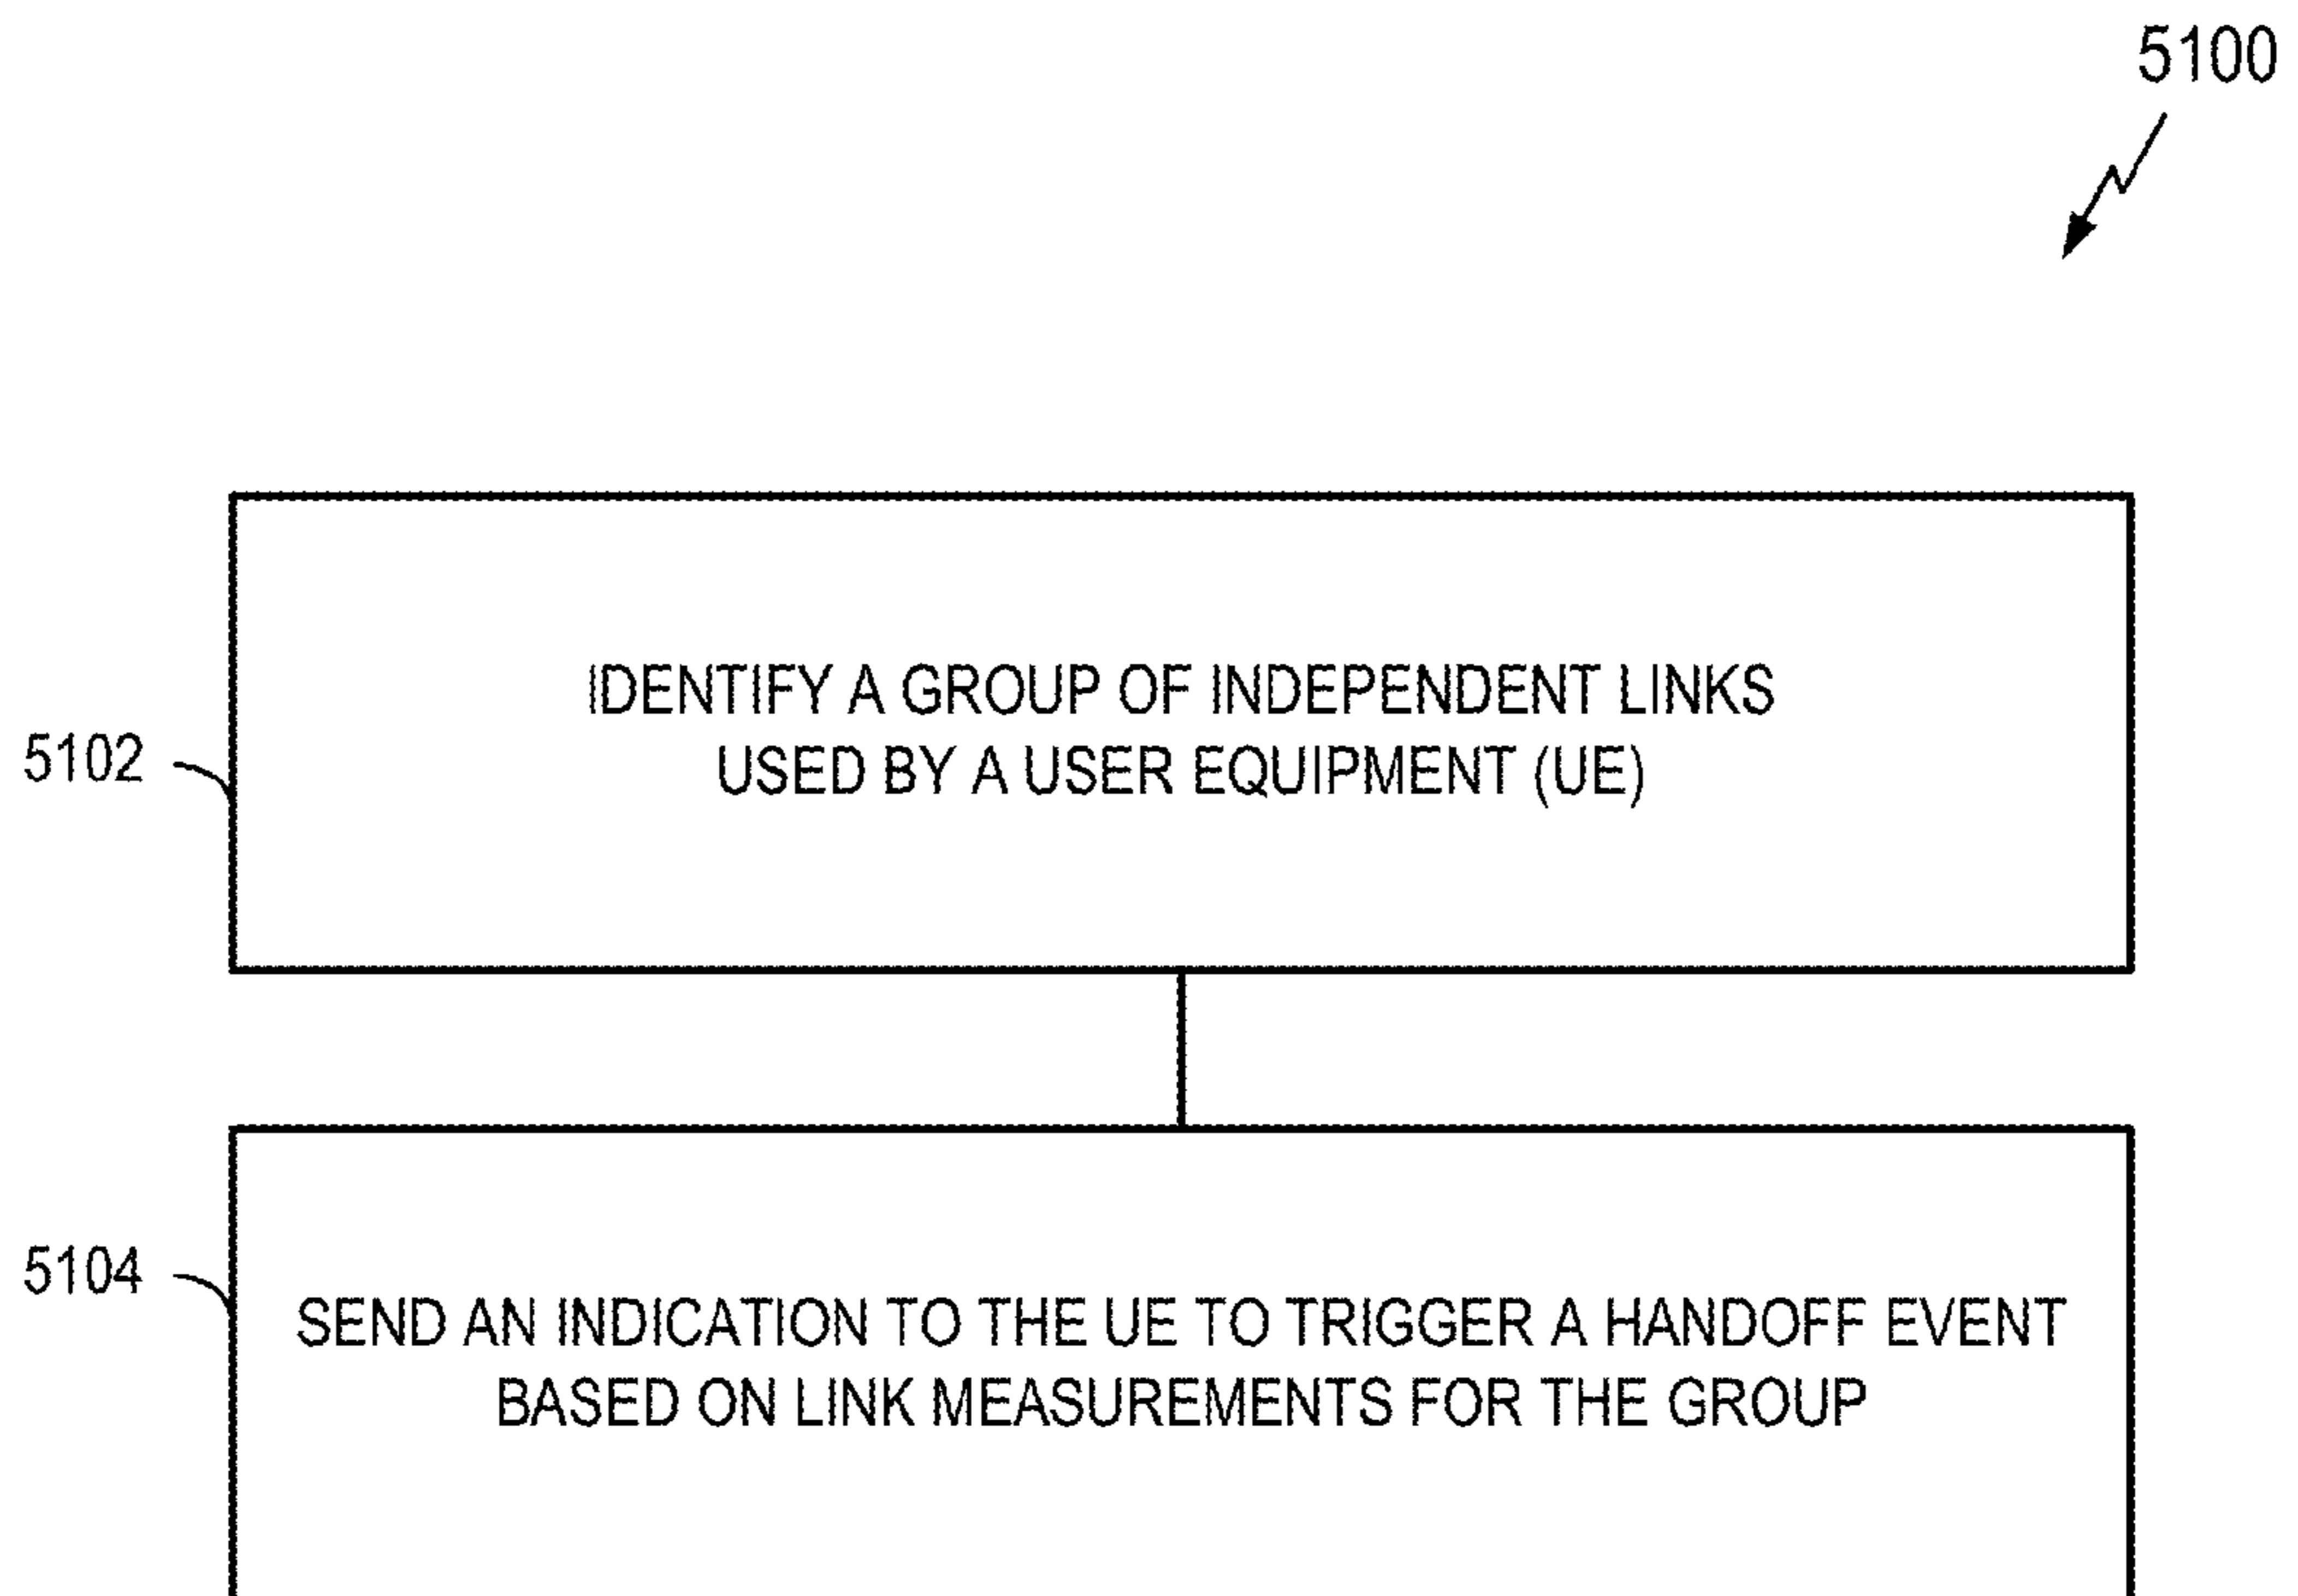 5100
IDENTIFY A GROUP OF INDEPENDENT LINKS
USED BY A USER EQUIPMENT (UE)
5102
5104
SEND AN INDICATION TO THE UE TO TRIGGER A HANDOFF EVENT
BASED ON LINK MEASUREMENTS FOR THE GROUP